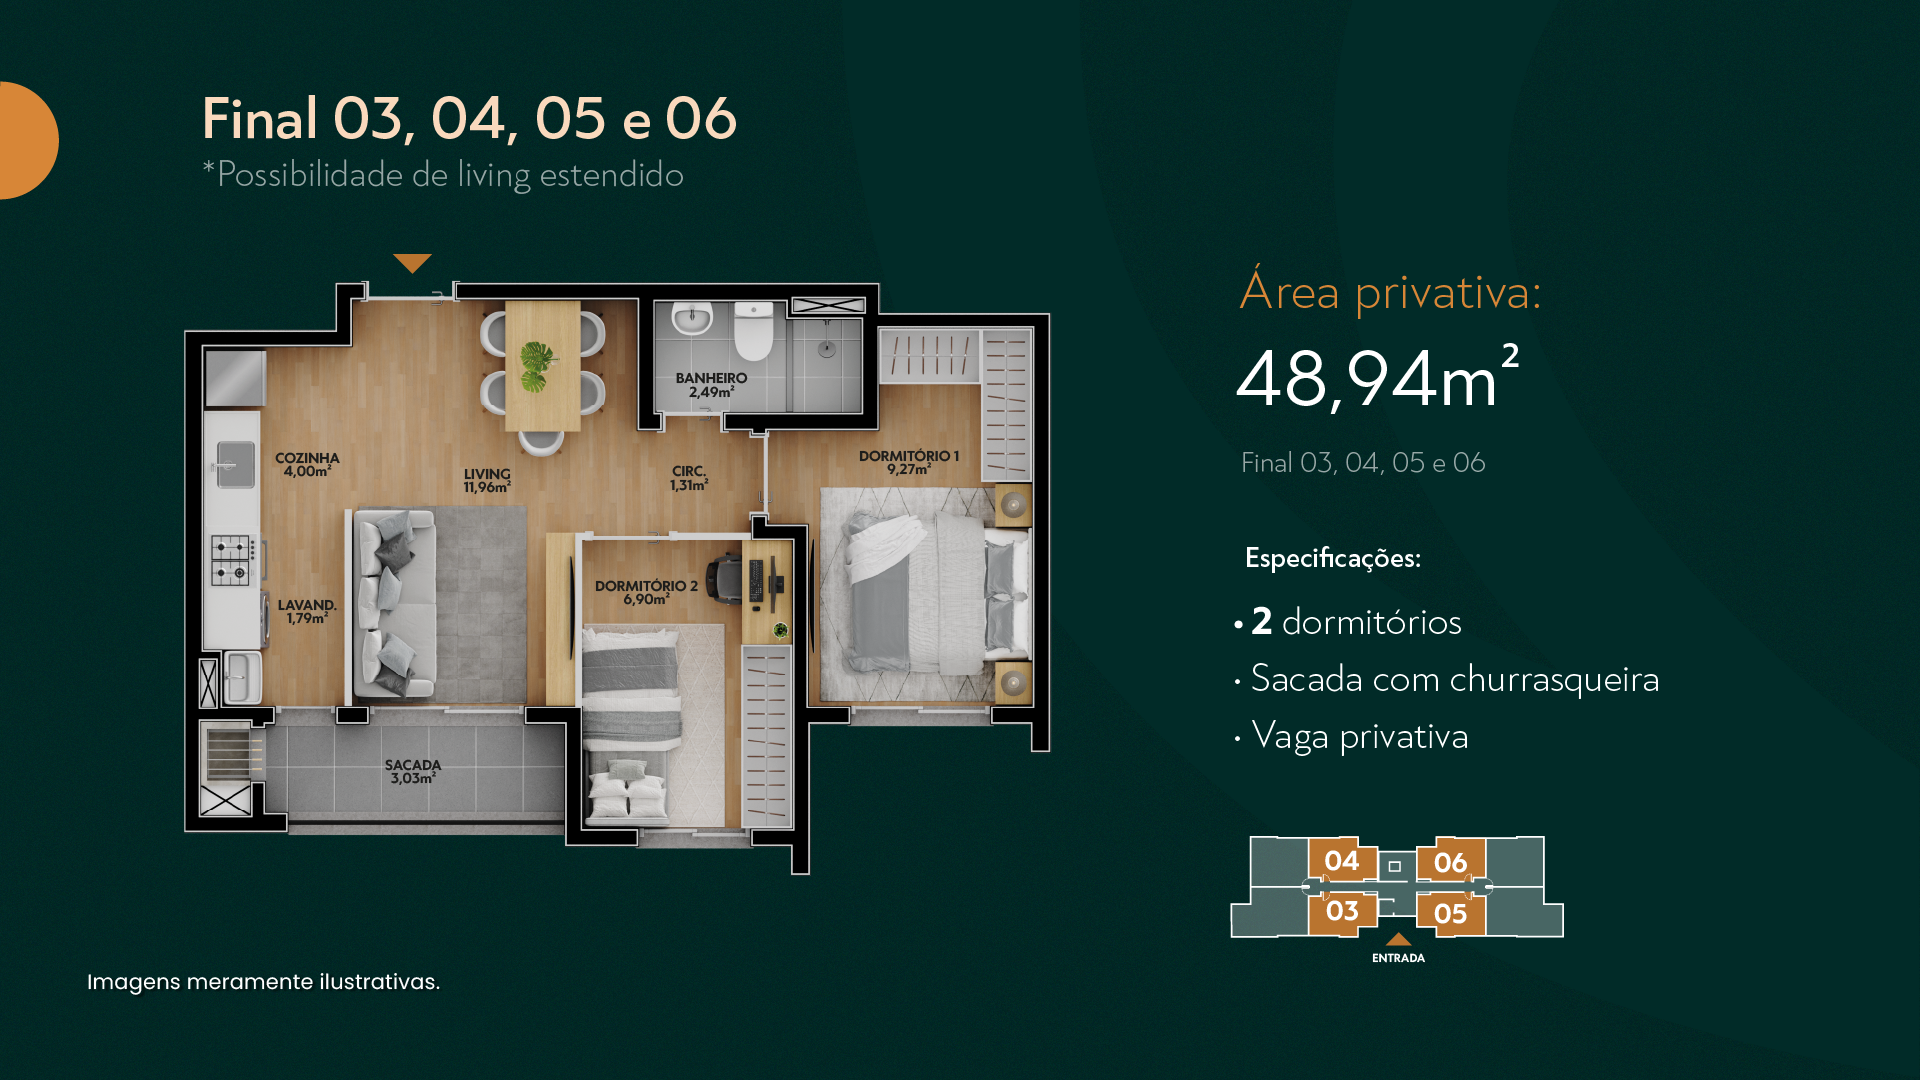 Final 03, 04, 05 e 06
*Possibilidade de living estendido
BANHEIRO
2,49m²
COZINHA
4,00m²
LIVING
11,96m²
CIRC.
1,31m²
DORMITÓRIO 1
9,27m²
LAVAND.
1,79m²
DORMITÓRIO 2
6,90m²
SACADA
3,03m²
Área privativa:
48,94m²
Final 03, 04, 05 e 06
Especificações:
• 2 dormitórios
• Sacada com churrasqueira
• Vaga privativa
04
06
03
05
ENTRADA
Imagens meramente ilustrativas.